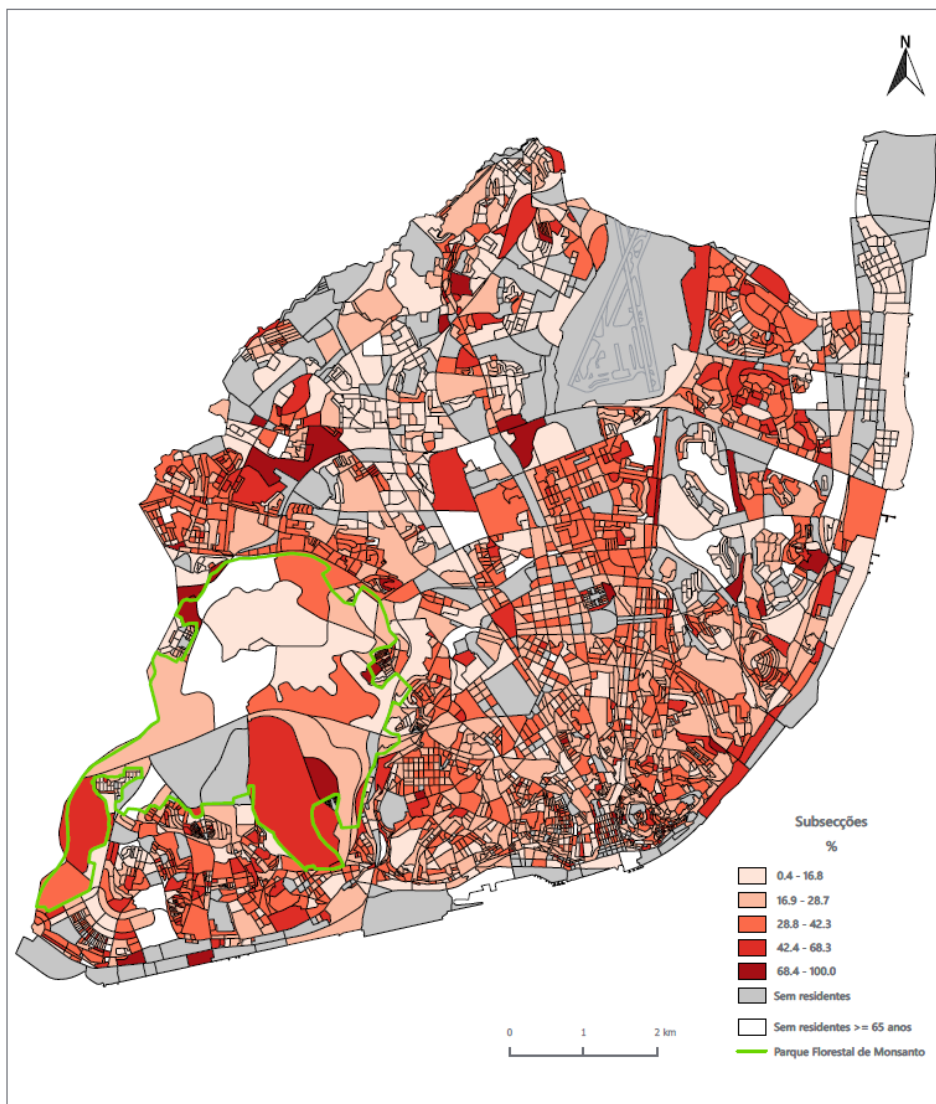 N
Subsecções
%
0.4 - 16.8
16.9 - 28.7
28.8 - 42.3
42.4 - 68.3
68.4 - 100.0
Sem residentes
Sem residentes >= 65 anos
Parque Florestal de Monsanto
0 1 2 km